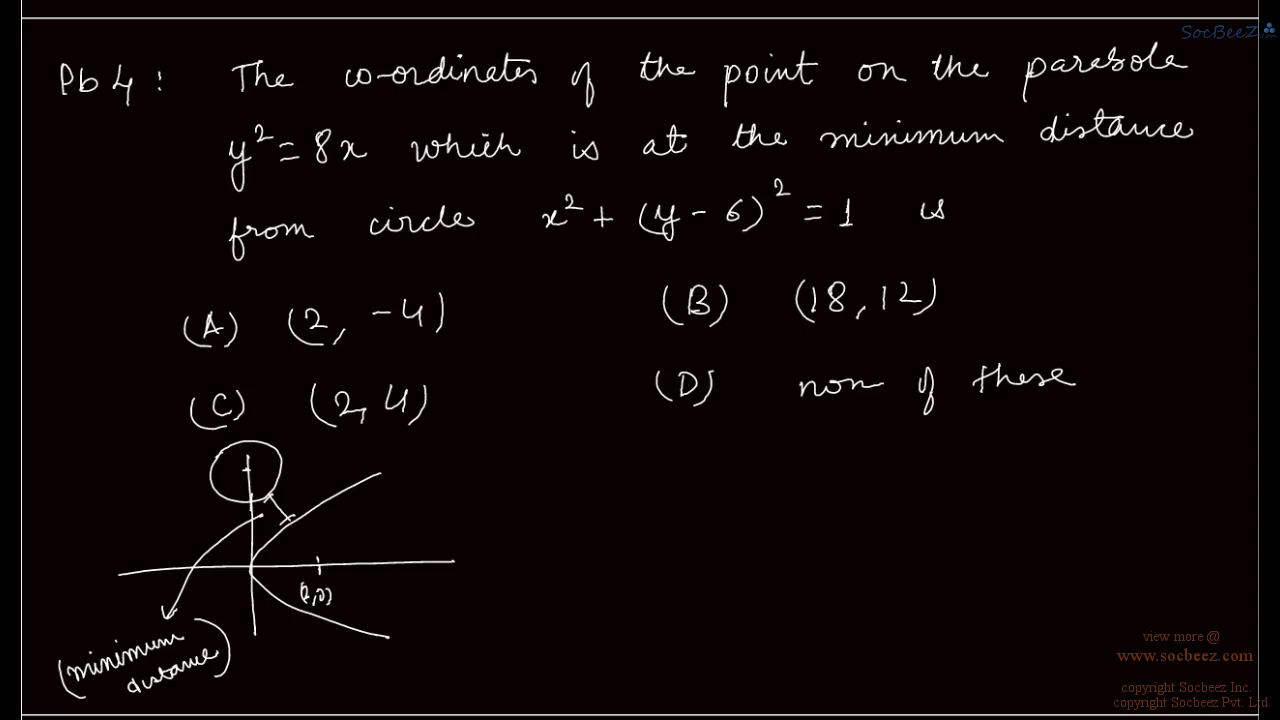 SocBeeZ
Pb 4 : The co-ordinates of the point on the parabola
y² = 8x which is at the minimum distance
from circle x² + (y - 6)² = 1 is
(A) (2, -4) (B) (18, 12)
(C) (2, 4) (D) non of these
(2,0)
(minimum
distance)
view more @
www.socbeez.com
copyright Socbeez Inc.
copyright Socbeez Pvt. Ltd.